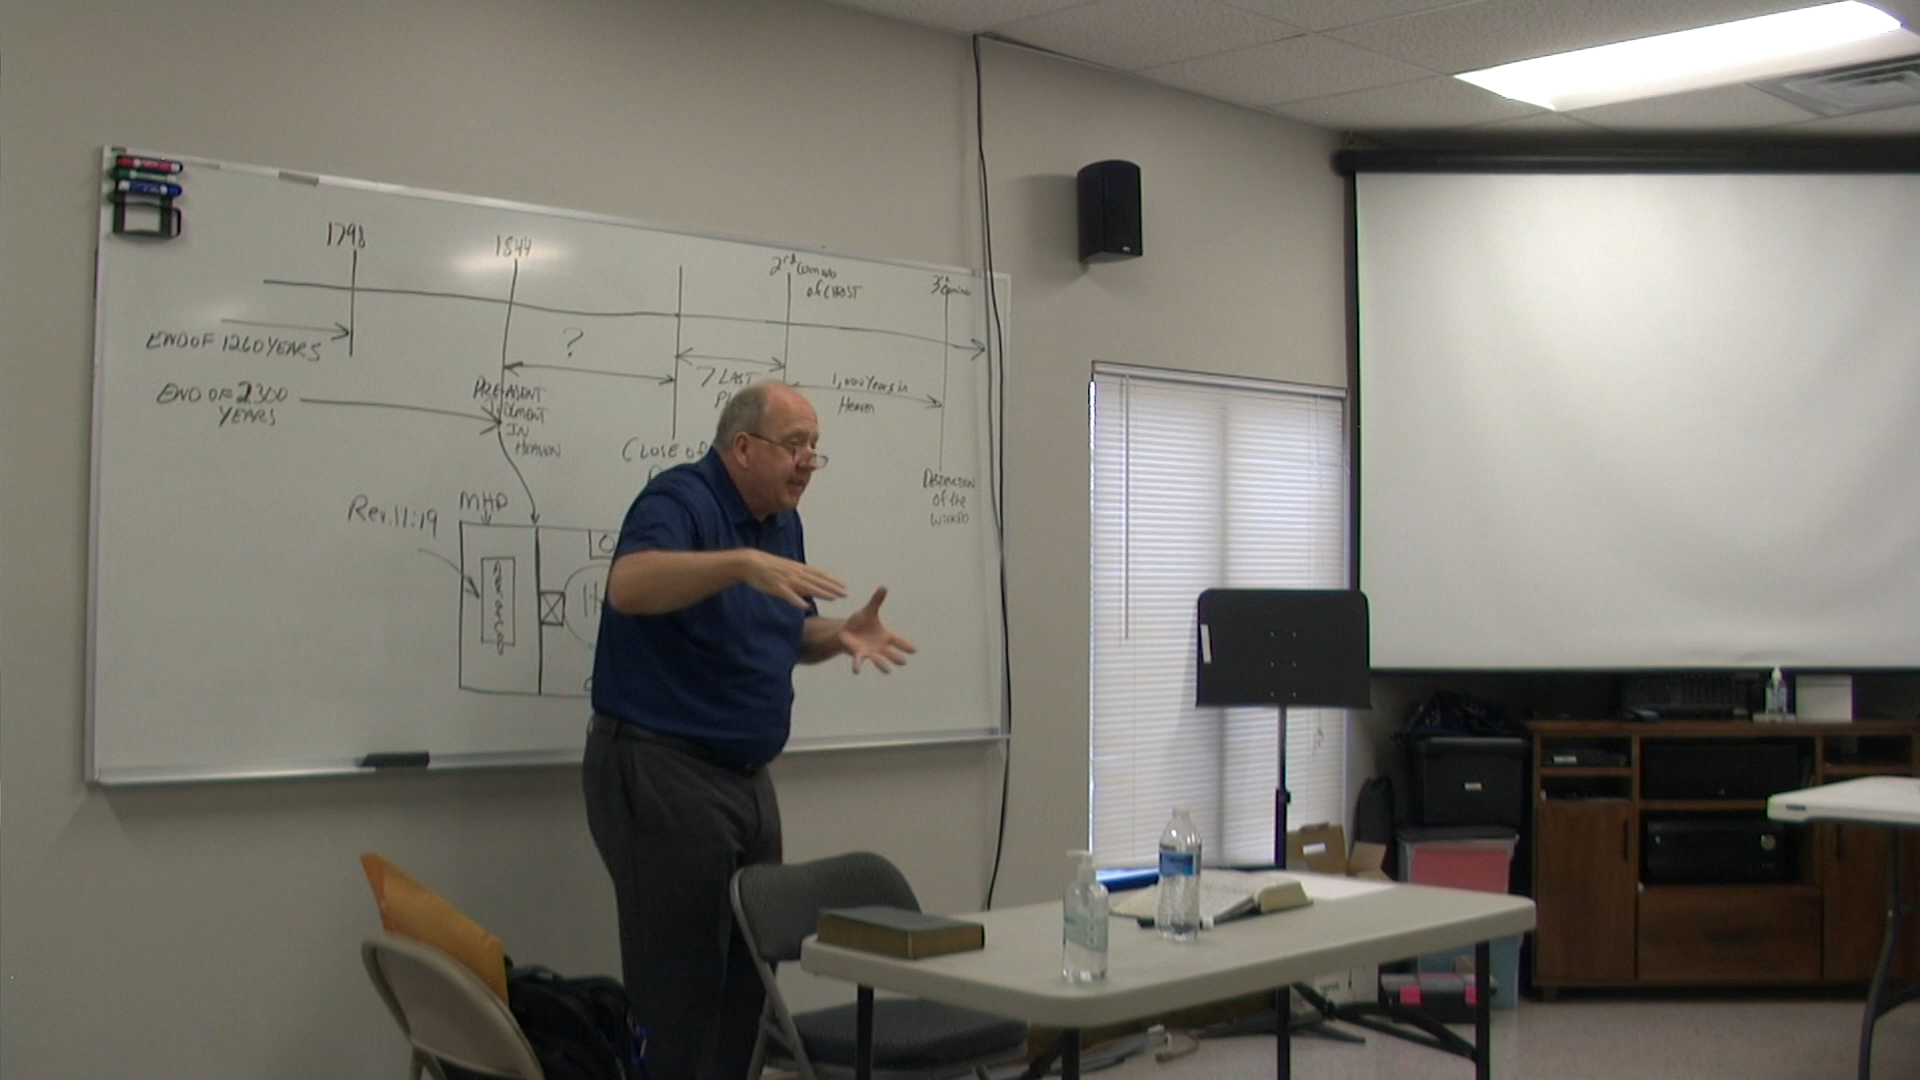 1798
1844
2nd Coming
of CHRIST
3rd Coming
END OF 1260 YEARS
?
7 LAST
1,000 Years in
Heaven
END OF 2300
YEARS
PRE-ADVENT
IN
HEAVEN
CLOSE of
DESTRUCTION
of the
WICKED
Rev. 11:19
MHP